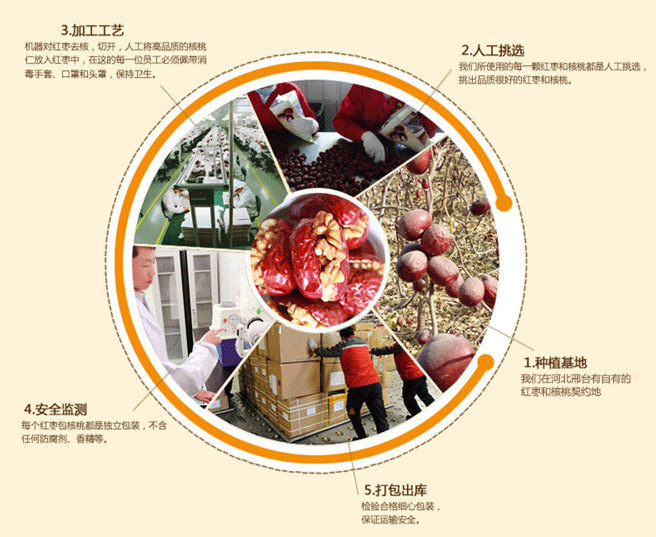 3.加工工艺
机器对红枣去核，切开，人工将高品质的核桃
仁放入红枣中，在这的每一位员工必须佩带消
毒手套、口罩和头罩，保持卫生。
2.人工挑选
我们所使用的每一颗红枣和核桃都是人工挑选，
挑出品质很好的红枣和核桃。
1.种植基地
我们在河北邢台有自有的
红枣和核桃契约地
4.安全监测
每个红枣包核桃都是独立包装，不含
任何防腐剂、香精等。
5.打包出库
检验合格细心包装，
保证运输安全。